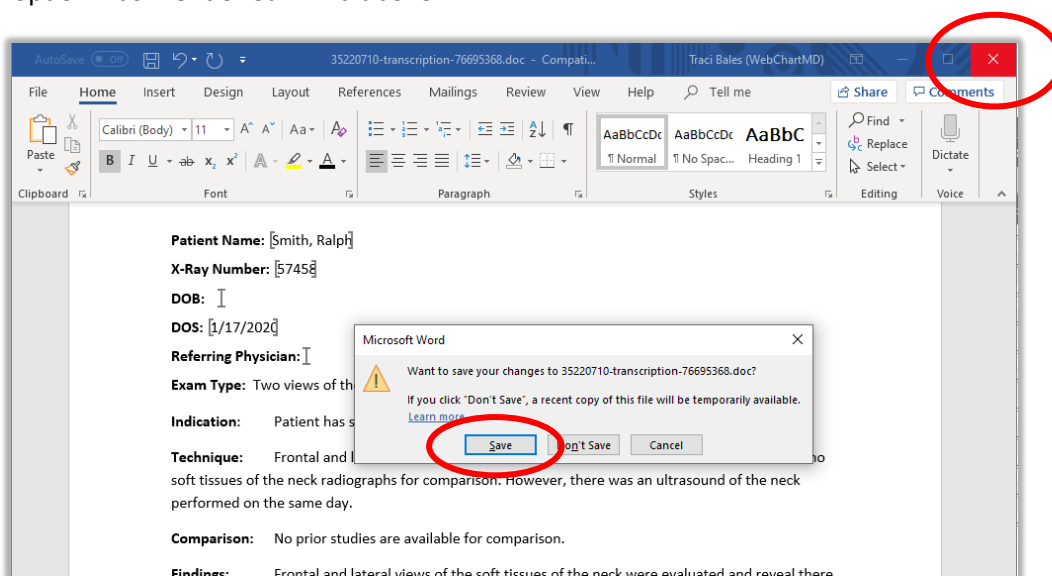 AutoSave Off 35220710-transcription-76695368.doc - Compati... Traci Bales (WebChartMD)
File Home Insert Design Layout References Mailings Review View Help Tell me Share Comments
Paste Calibri (Body) 11 A A Aa A AaBbCcDc AaBbCcDc AaBbC Find
B I U ab x₂ x² A A ¶ Normal ¶ No Spac... Heading 1 Replace
Select Dictate
Clipboard Font Paragraph Styles Editing Voice
Patient Name: [Smith, Ralph]
X-Ray Number: [57458]
DOB:
DOS: [1/17/2020]
Referring Physician:
Exam Type: Two views of th
Indication: Patient has s
Technique: Frontal and l no
soft tissues of the neck radiographs for comparison. However, there was an ultrasound of the neck
performed on the same day.
Comparison: No prior studies are available for comparison.
Findings: Frontal and lateral views of the soft tissues of the neck were evaluated and reveal there
Microsoft Word
Want to save your changes to 35220710-transcription-76695368.doc?
If you click "Don't Save", a recent copy of this file will be temporarily available.
Learn more
Save Don't Save Cancel